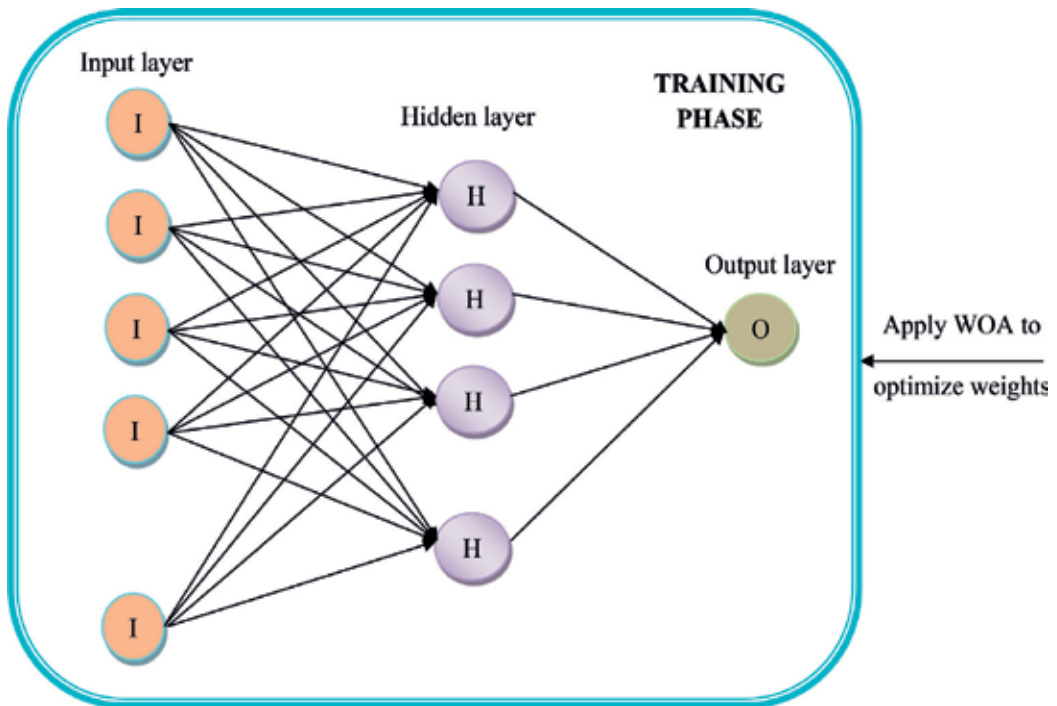 Input layer
I
I
I
I
I
Hidden layer
H
H
H
H
TRAINING
PHASE
Output layer
O
Apply WOA to
optimize weights